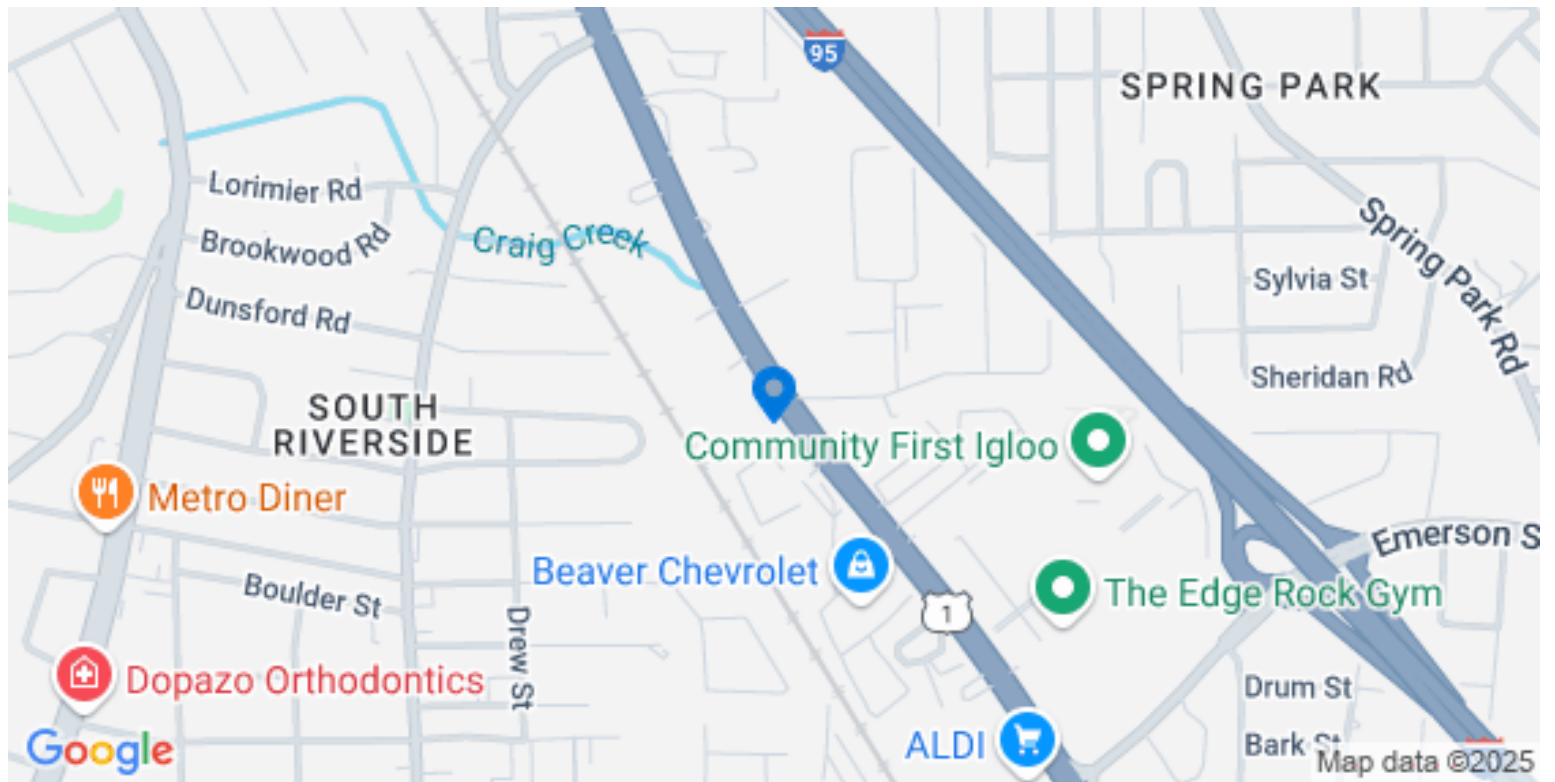 95
SPRING PARK
Lorimier Rd
Brookwood Rd
Craig Creek
Spring Park Rd
Sylvia St
Dunsford Rd
Sheridan Rd
SOUTH
RIVERSIDE
Community First Igloo
Metro Diner
Emerson S
Beaver Chevrolet
Boulder St
The Edge Rock Gym
1
Drew St
Dopazo Orthodontics
Drum St
ALDI
Bark St
Google
Map data ©2025